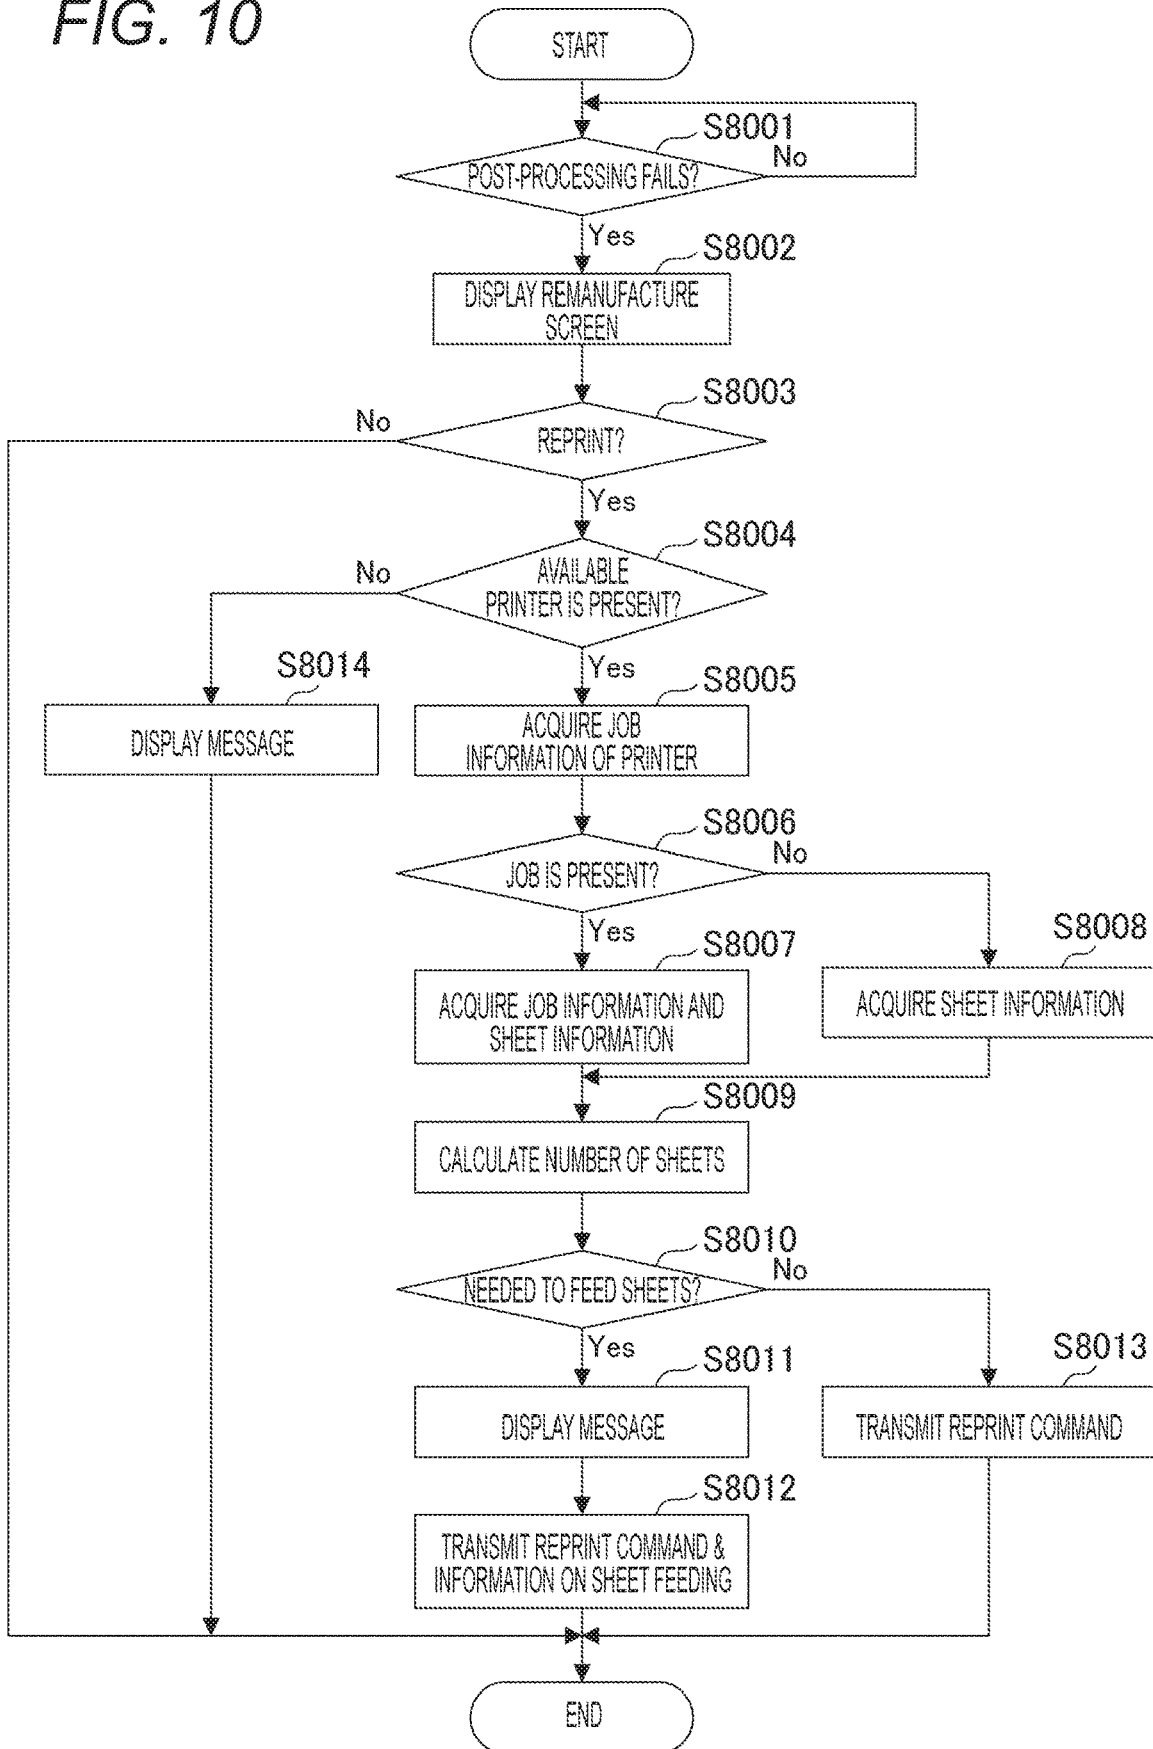 FIG. 10
START
S8001
No
POST-PROCESSING FAILS?
Yes
S8002
DISPLAY REMANUFACTURE
SCREEN
S8003
No
REPRINT?
Yes
S8004
No
AVAILABLE
PRINTER IS PRESENT?
Yes
S8014
S8005
DISPLAY MESSAGE
ACQUIRE JOB
INFORMATION OF PRINTER
S8006
No
JOB IS PRESENT?
Yes
S8007
S8008
ACQUIRE JOB INFORMATION AND
SHEET INFORMATION
ACQUIRE SHEET INFORMATION
S8009
CALCULATE NUMBER OF SHEETS
S8010
No
NEEDED TO FEED SHEETS?
Yes
S8011
S8013
DISPLAY MESSAGE
TRANSMIT REPRINT COMMAND
S8012
TRANSMIT REPRINT COMMAND &
INFORMATION ON SHEET FEEDING
END